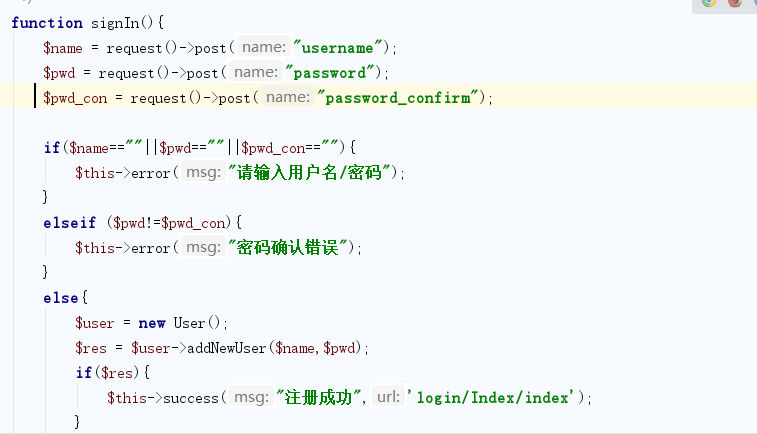 function signIn(){
$name = request()->post( name: "username");
$pwd = request()->post( name: "password");
$pwd_con = request()->post( name: "password_confirm");
if($name==""||$pwd==""||$pwd_con==""){
$this->error( msg: "请输入用户名/密码");
}
elseif ($pwd!=$pwd_con){
$this->error( msg: "密码确认错误");
}
else{
$user = new User();
$res = $user->addNewUser($name,$pwd);
if($res){
$this->success( msg: "注册成功", url: 'login/Index/index');
}